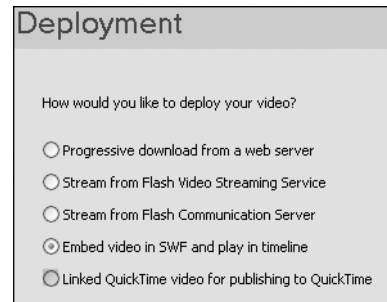 Deployment
How would you like to deploy your video?
Progressive download from a web server
Stream from Flash Video Streaming Service
Stream from Flash Communication Server
Embed video in SWF and play in timeline
Linked QuickTime video for publishing to QuickTime